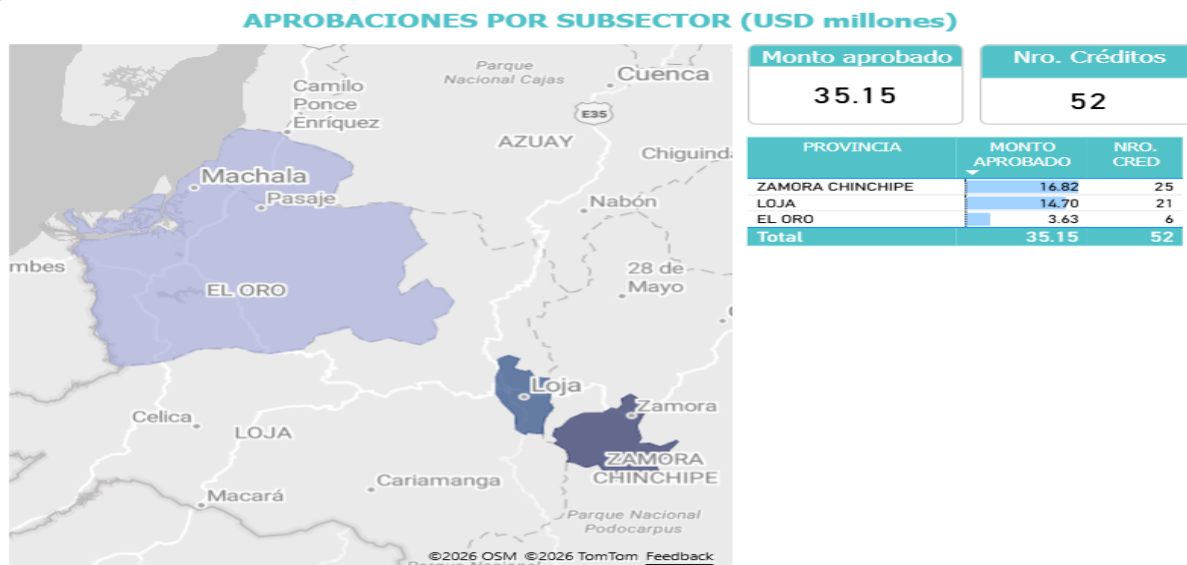 APROBACIONES POR SUBSECTOR (USD millones)
Monto aprobado
35.15
Nro. Créditos
52
PROVINCIA MONTO APROBADO NRO. CRED
ZAMORA CHINCHIPE 16.82 25
LOJA 14.70 21
EL ORO 3.63 6
Total 35.15 52
Parque
Nacional Cajas
Cuenca
Camilo
Ponce
Enríquez
E35
AZUAY
Chiguind
Machala
Pasaje
Nabón
mbes
28 de
Mayo
EL ORO
Loja
Celica
LOJA
Zamora
ZAMORA
CHINCHIPE
Cariamanga
Macará
Parque Nacional
Podocarpus
©2026 OSM ©2026 TomTom Feedback
Parque Nacional